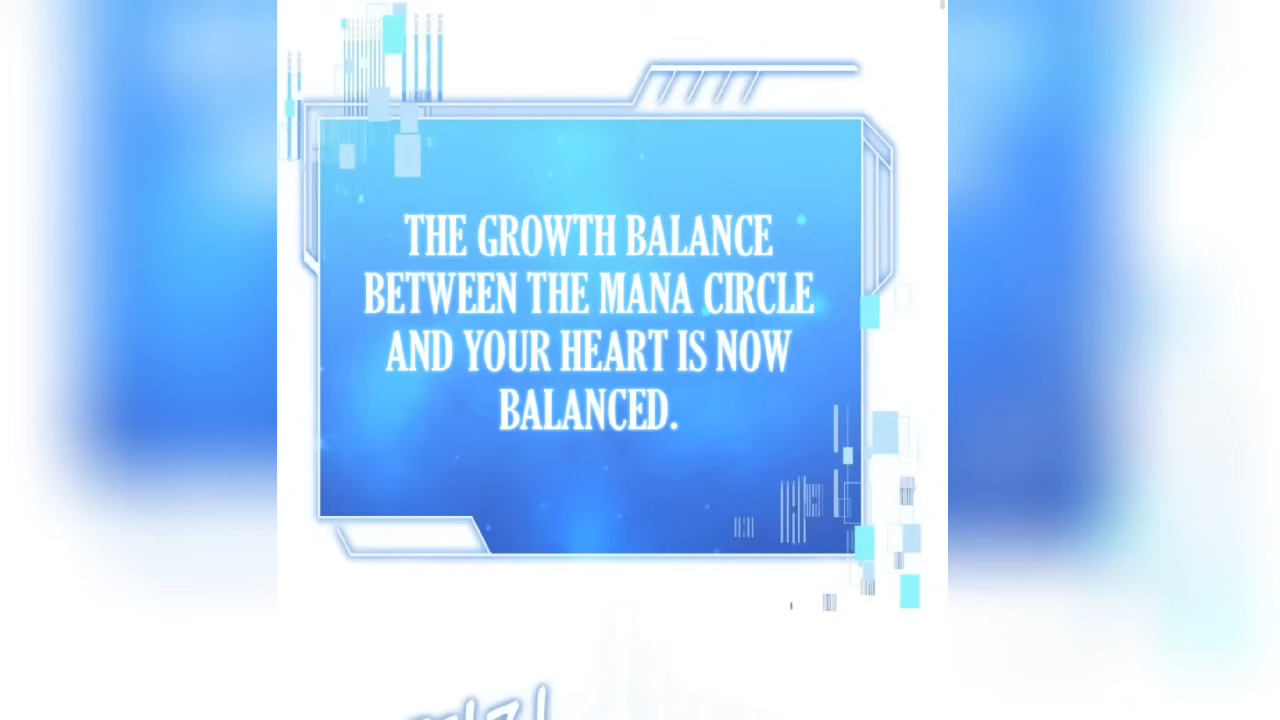 THE GROWTH BALANCE
BETWEEN THE MANA CIRCLE
AND YOUR HEART IS NOW
BALANCED.